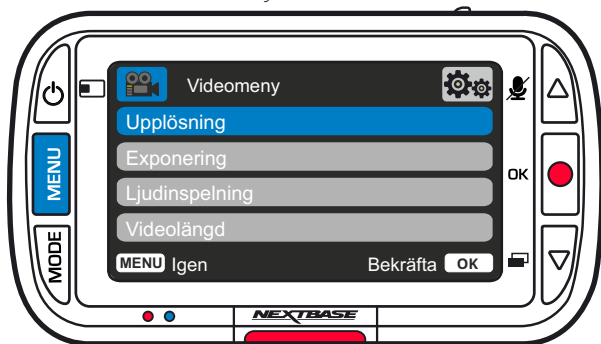 Videomeny
Upplösning
Exponering
Ljudinspelning
Videolängd
MENU Igen
Bekräfta OK
MENU
MODE
OK
NEXTBASE